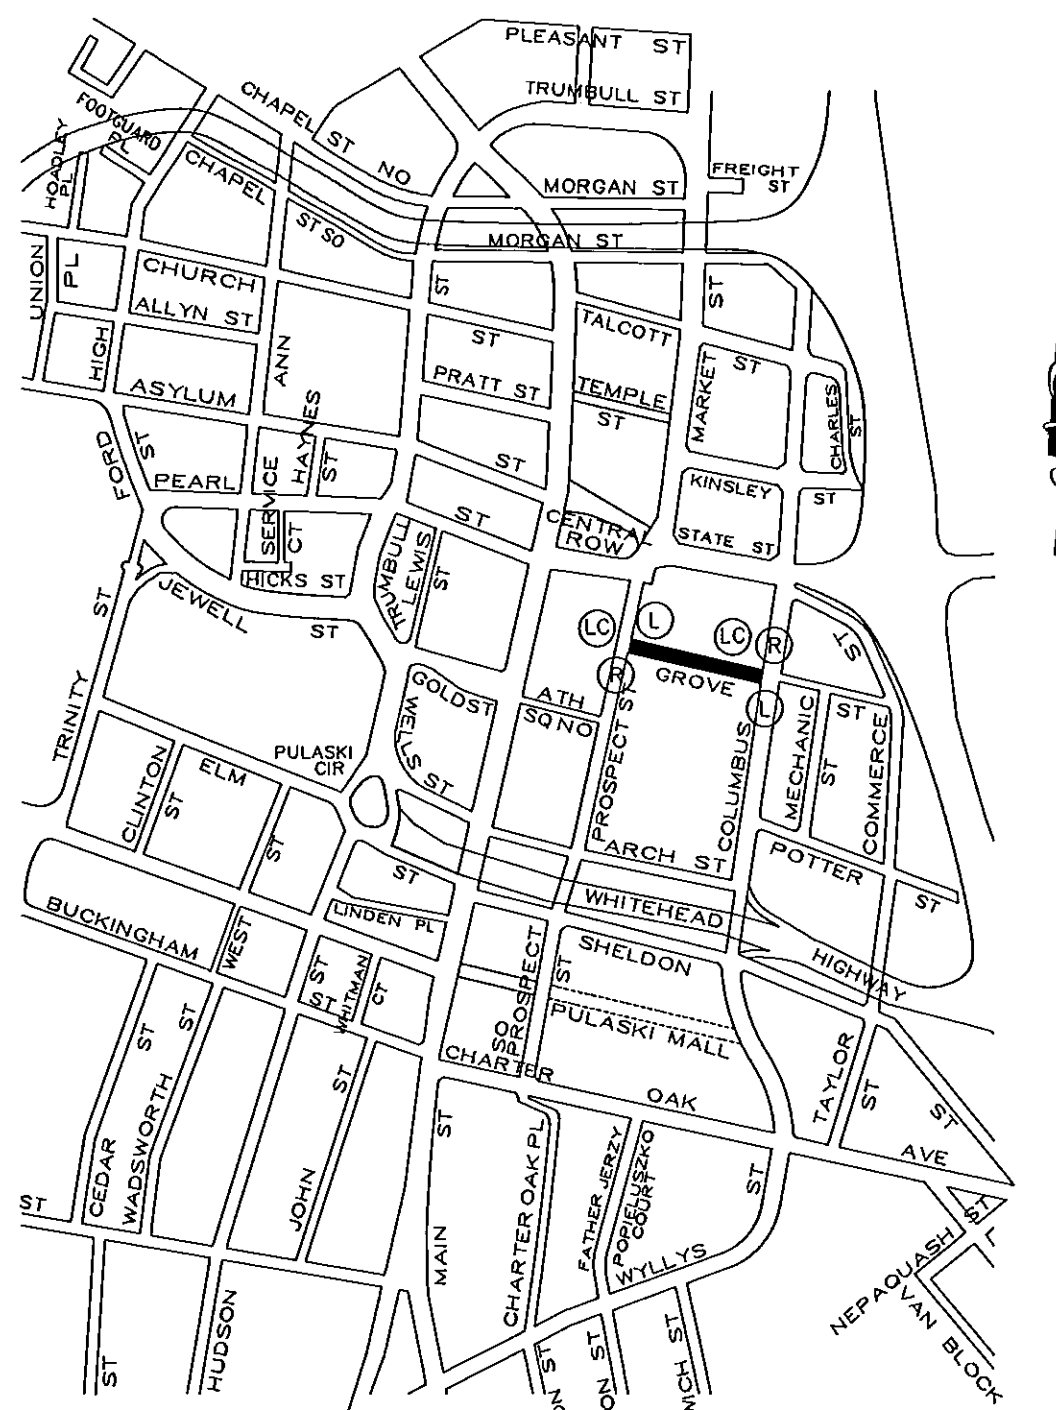 PLEASANT ST
TRUMBULL ST
CHAPEL ST NO
FOOTGUARD
PL
HOADLEY
PL
CHAPEL
ST SO
FREIGHT
ST
MORGAN ST
MORGAN ST
UNION
PL
CHURCH
ST
ST
ST
ALLYN ST
TALCOTT
ST
HIGH
ANN
PRATT ST
TEMPLE
ST
MARKET
CHARLES
ST
ASYLUM
ST
FORD
ST
HAYNES
ST
PEARL
ST
SERVICE
CT
KINSLEY
ST
CENTRAL
ROW
STATE ST
TRUMBULL
LEWIS
ST
HICKS ST
JEWELL
ST
ST
LC
L
LC
R
ST
R
GROVE
L
TRINITY
GOLD ST
ATH
SQ NO
WELLS ST
PROSPECT ST
COLUMBUS
MECHANIC
ST
ST
COMMERCE
PULASKI
CIR
CLINTON
ST
ELM
ST
ARCH ST
POTTER
ST
ST
LINDEN PL
WHITEHEAD
HIGHWAY
BUCKINGHAM
ST
WEST
ST
WHITMAN
CT
SHELDON
ST
PROSPECT
ST
SO
PULASKI MALL
CHARTER
OAK
AVE
TAYLOR
ST
ST
CEDAR
ST
WADSWORTH
ST
JOHN
ST
MAIN
ST
CHARTER OAK PL
FATHER JERZY
POPIELUSZKO
COURT
ST
WYLLYS
ST
ST
NEPAQUASH
VAN BLOCK
HUDSON
ST
ST
ST
ST